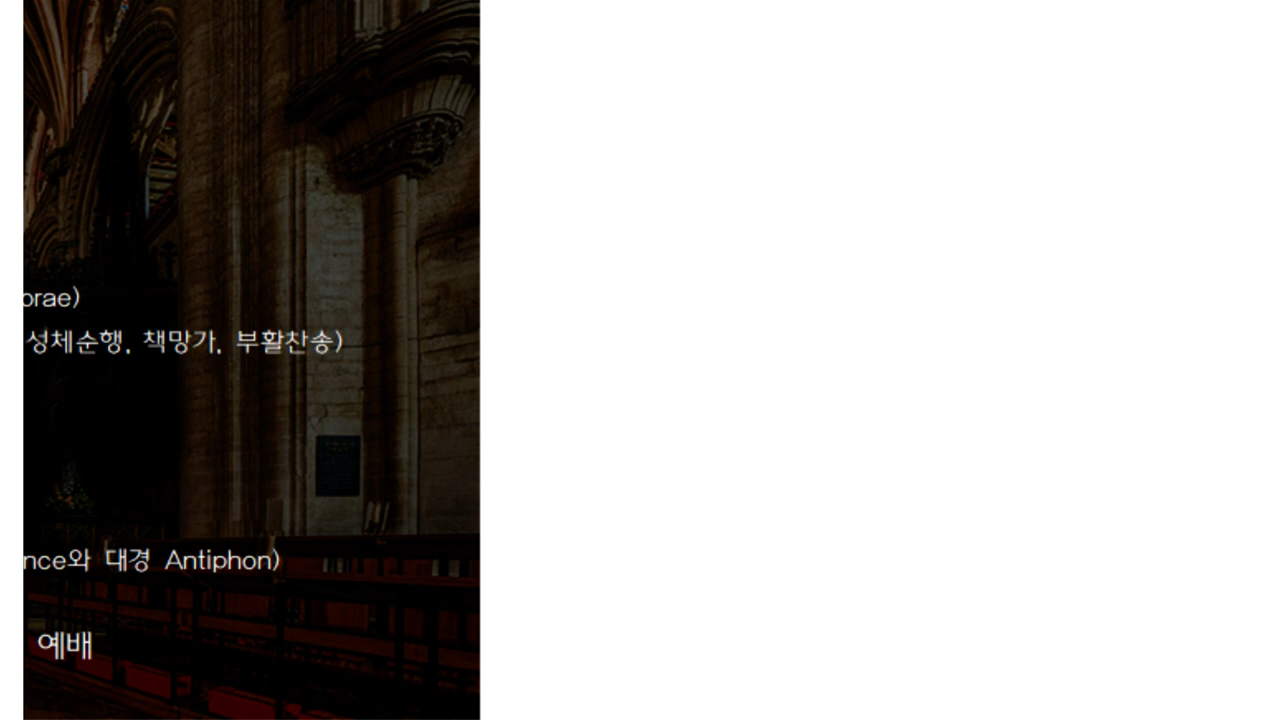 orae)
성체순행, 책망가, 부활찬송)
nce와 대경 Antiphon)
예배